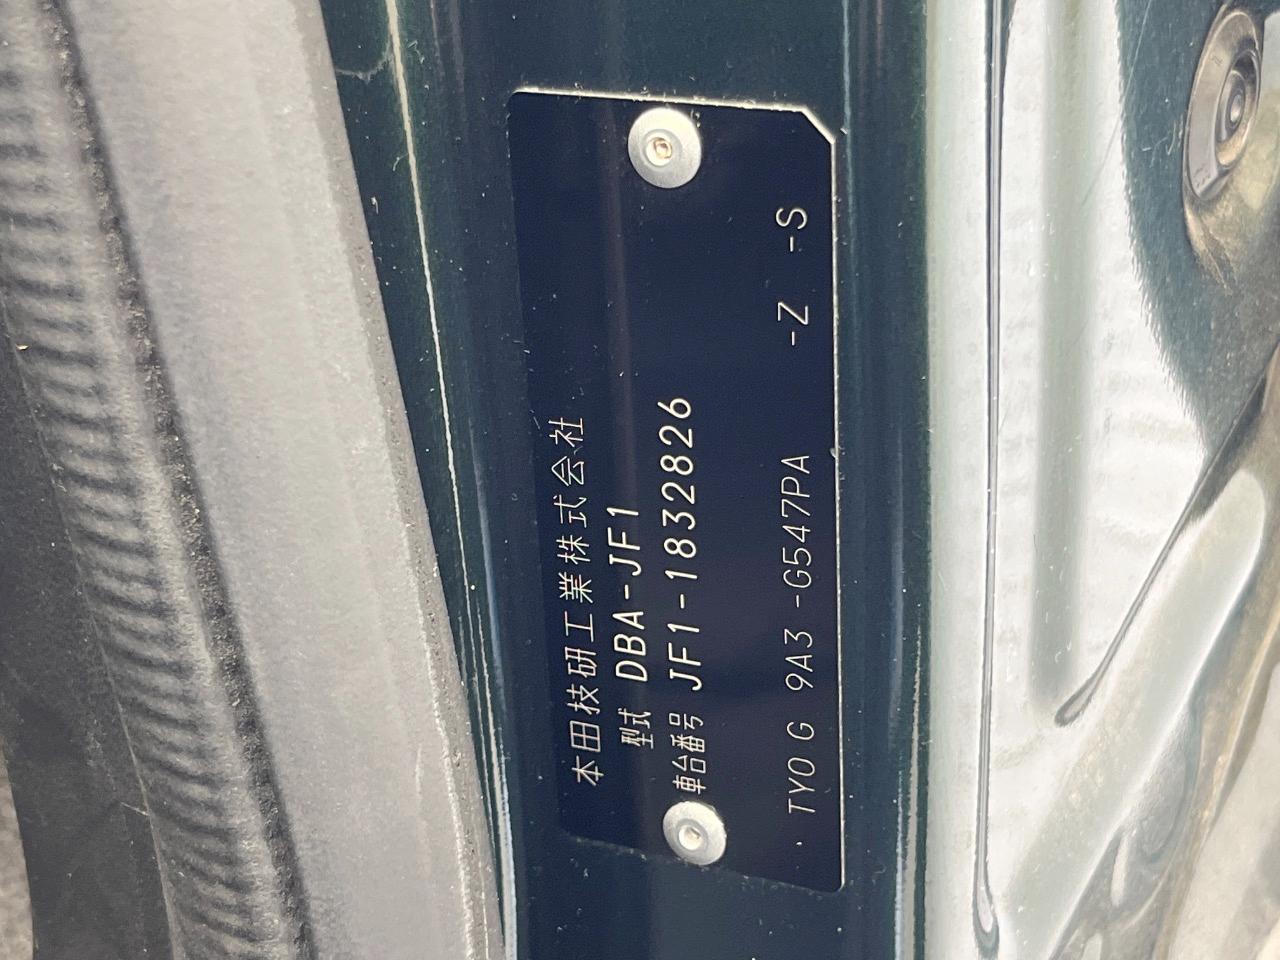 本田技研工業株式会社
型式 DBA-JF1
車台番号 JF1-1832826
TYO G 9A3 -G547PA -Z -S